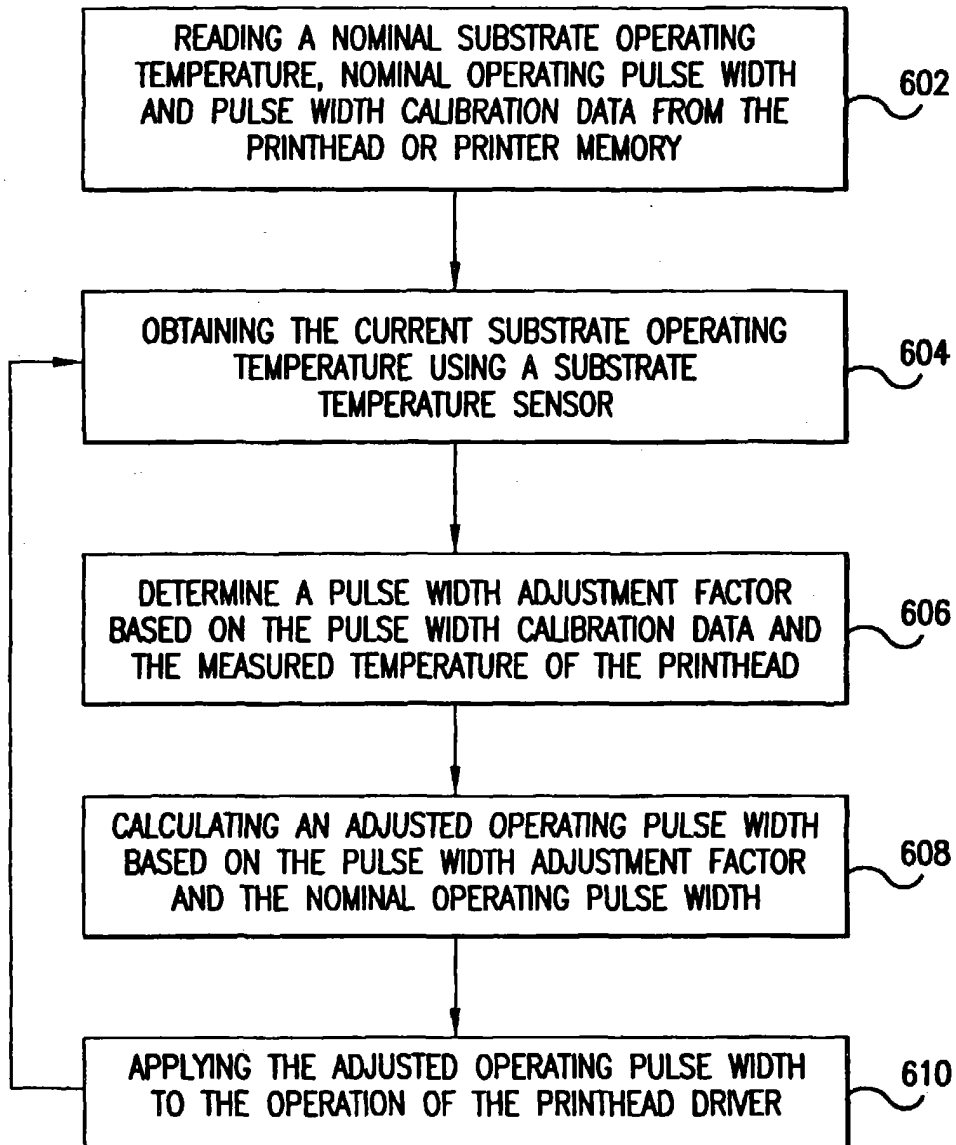 READING A NOMINAL SUBSTRATE OPERATING
TEMPERATURE, NOMINAL OPERATING PULSE WIDTH
AND PULSE WIDTH CALIBRATION DATA FROM THE
PRINTHEAD OR PRINTER MEMORY
602
OBTAINING THE CURRENT SUBSTRATE OPERATING
TEMPERATURE USING A SUBSTRATE
TEMPERATURE SENSOR
604
DETERMINE A PULSE WIDTH ADJUSTMENT FACTOR
BASED ON THE PULSE WIDTH CALIBRATION DATA AND
THE MEASURED TEMPERATURE OF THE PRINTHEAD
606
CALCULATING AN ADJUSTED OPERATING PULSE WIDTH
BASED ON THE PULSE WIDTH ADJUSTMENT FACTOR
AND THE NOMINAL OPERATING PULSE WIDTH
608
APPLYING THE ADJUSTED OPERATING PULSE WIDTH
TO THE OPERATION OF THE PRINTHEAD DRIVER
610